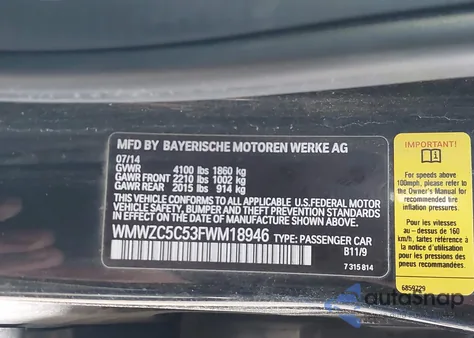 MFD BY BAYERISCHE MOTOREN WERKE AG
07/14
GVWR 4100 lbs 1860 kg
GAWR FRONT 2210 lbs 1002 kg
GAWR REAR 2015 lbs 914 kg
THIS VEHICLE CONFORMS TO ALL APPLICABLE U.S.FEDERAL MOTOR
VEHICLE SAFETY, BUMPER AND THEFT PREVENTION STANDARDS
IN EFFECT ON THE DATE OF MANUFACTURE SHOWN ABOVE.
WMWZC5C53FWM18946 TYPE: PASSENGER CAR
B11/9
7 315 814
IMPORTANT!
For speeds above
100mph, please refer
to the Owner's Manual
for recommended
tire pressures.
Pour les vitesses
au - dessus de 160
km/h, référez-vous à
la notice d'utilisation
pour les pressions des
pneus recommandées.
6859729
autoSnap